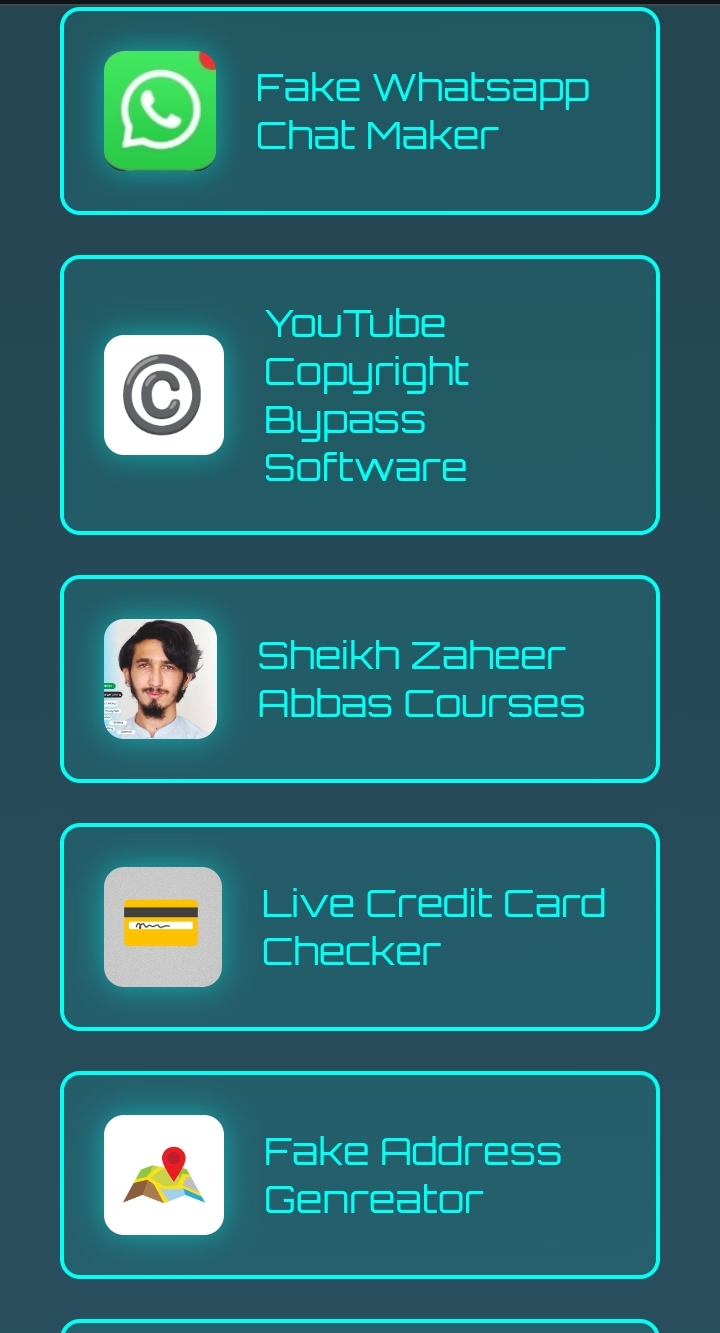 Fake Whatsapp
Chat Maker
YouTube
Copyright
Bypass
Software
Sheikh Zaheer
Abbas Courses
Live Credit Card
Checker
Fake Address
Genreator